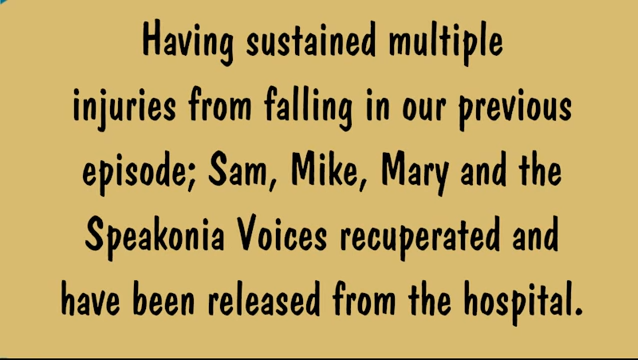 Having sustained multiple
injuries from falling in our previous
episode; Sam, Mike, Mary and the
Speakonia Voices recuperated and
have been released from the hospital.